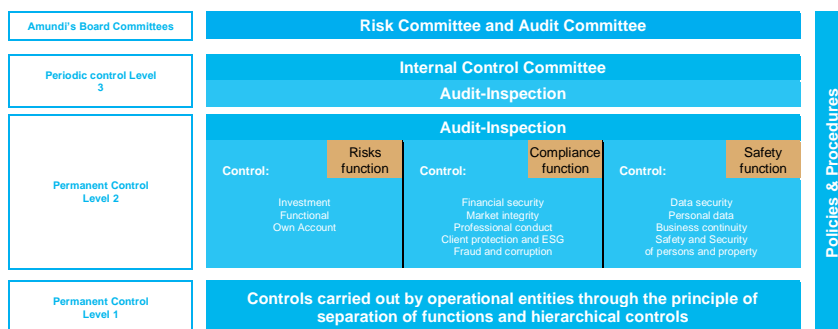 Amundi's Board Committees
Risk Committee and Audit Committee
Periodic control Level
3
Internal Control Committee
Audit-Inspection
Permanent Control
Level 2
Audit-Inspection
Control:
Risks
function
Investment
Functional
Own Account
Control:
Compliance
function
Financial security
Market integrity
Professional conduct
Client protection and ESG
Fraud and corruption
Control:
Safety
function
Data security
Personal data
Business continuity
Safety and Security
of persons and property
Permanent Control
Level 1
Controls carried out by operational entities through the principle of
separation of functions and hierarchical controls
Policies & Procedures